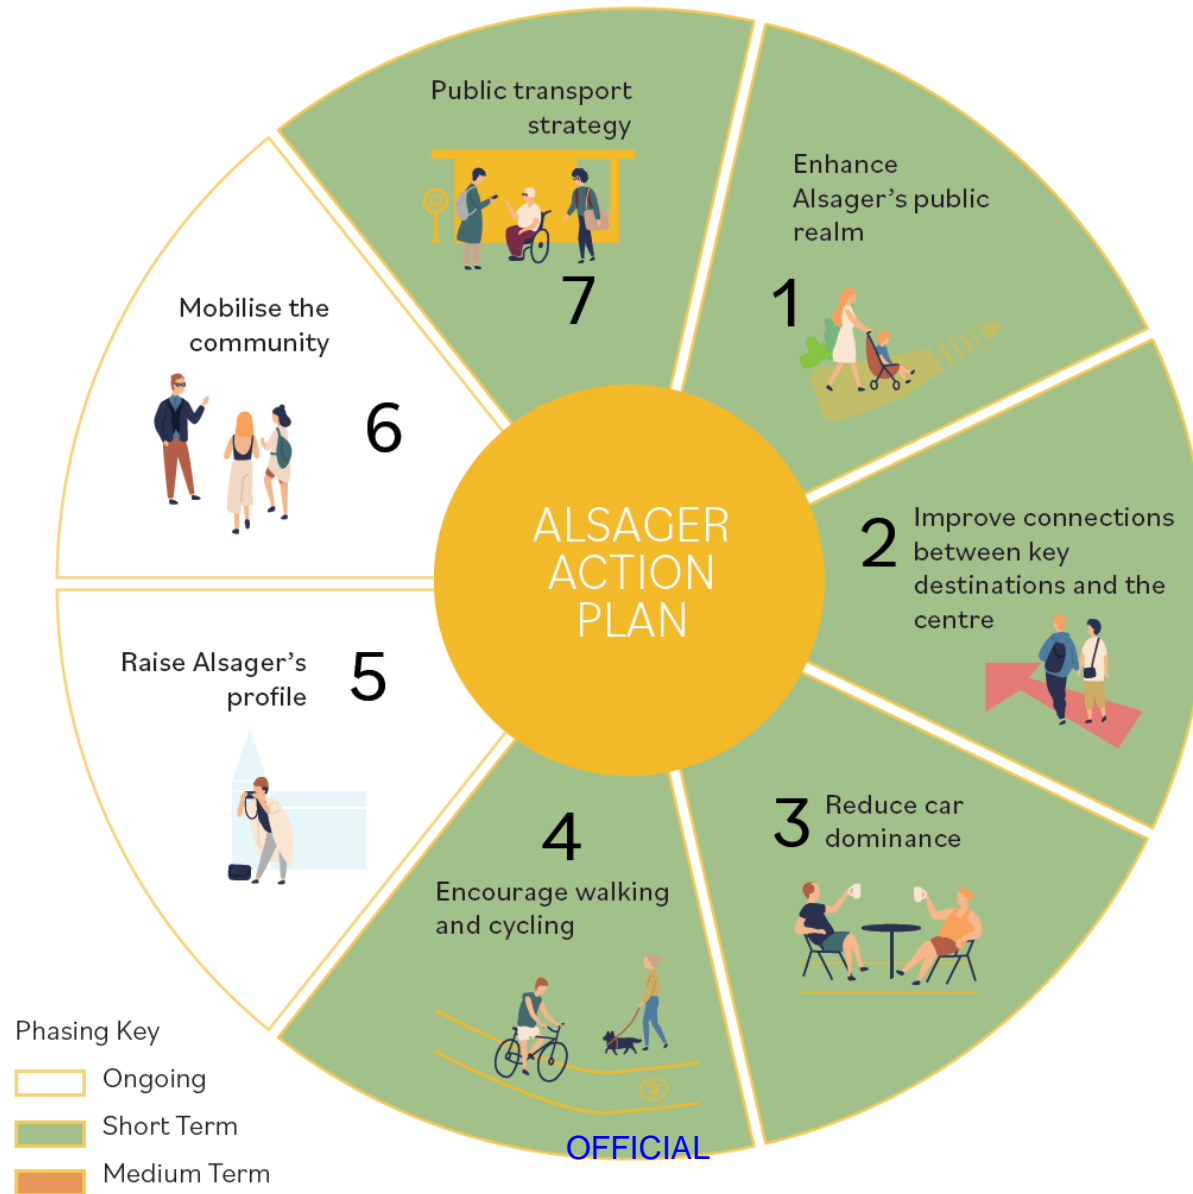 Public transport
strategy
7
Enhance
Alsager's public
realm
1
2
Improve connections
between key
destinations and the
centre
3
Reduce car
dominance
4
Encourage walking
and cycling
Raise Alsager's
profile
5
Mobilise the
community
6
ALSAGER
ACTION
PLAN
Phasing Key
Ongoing
Short Term
Medium Term
OFFICIAL